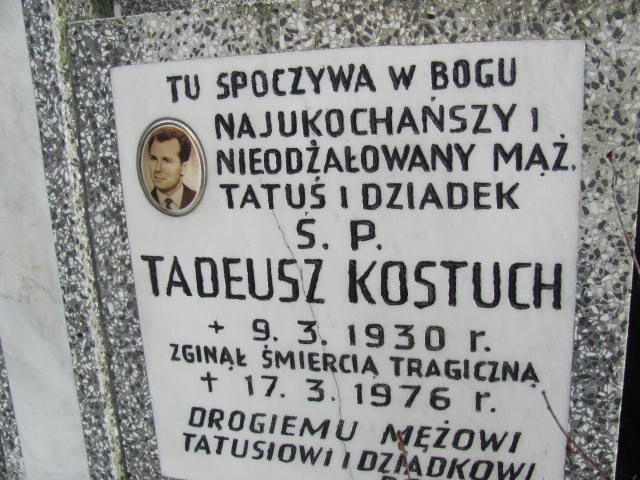 TU SPOCZYWA W BOGU
NAJUKOCHAŃSZY I
NIEODŻAŁOWANY MĄŻ.
TATUŚ I DZIADEK
Ś. P.
TADEUSZ KOSTUCH
+ 9. 3. 1930 r.
ZGINĄŁ ŚMIERCIĄ TRAGICZNĄ
+ 17. 3. 1976 r.
DROGIEMU MĘŻOWI
TATUSIOWI I DZIADKOWI